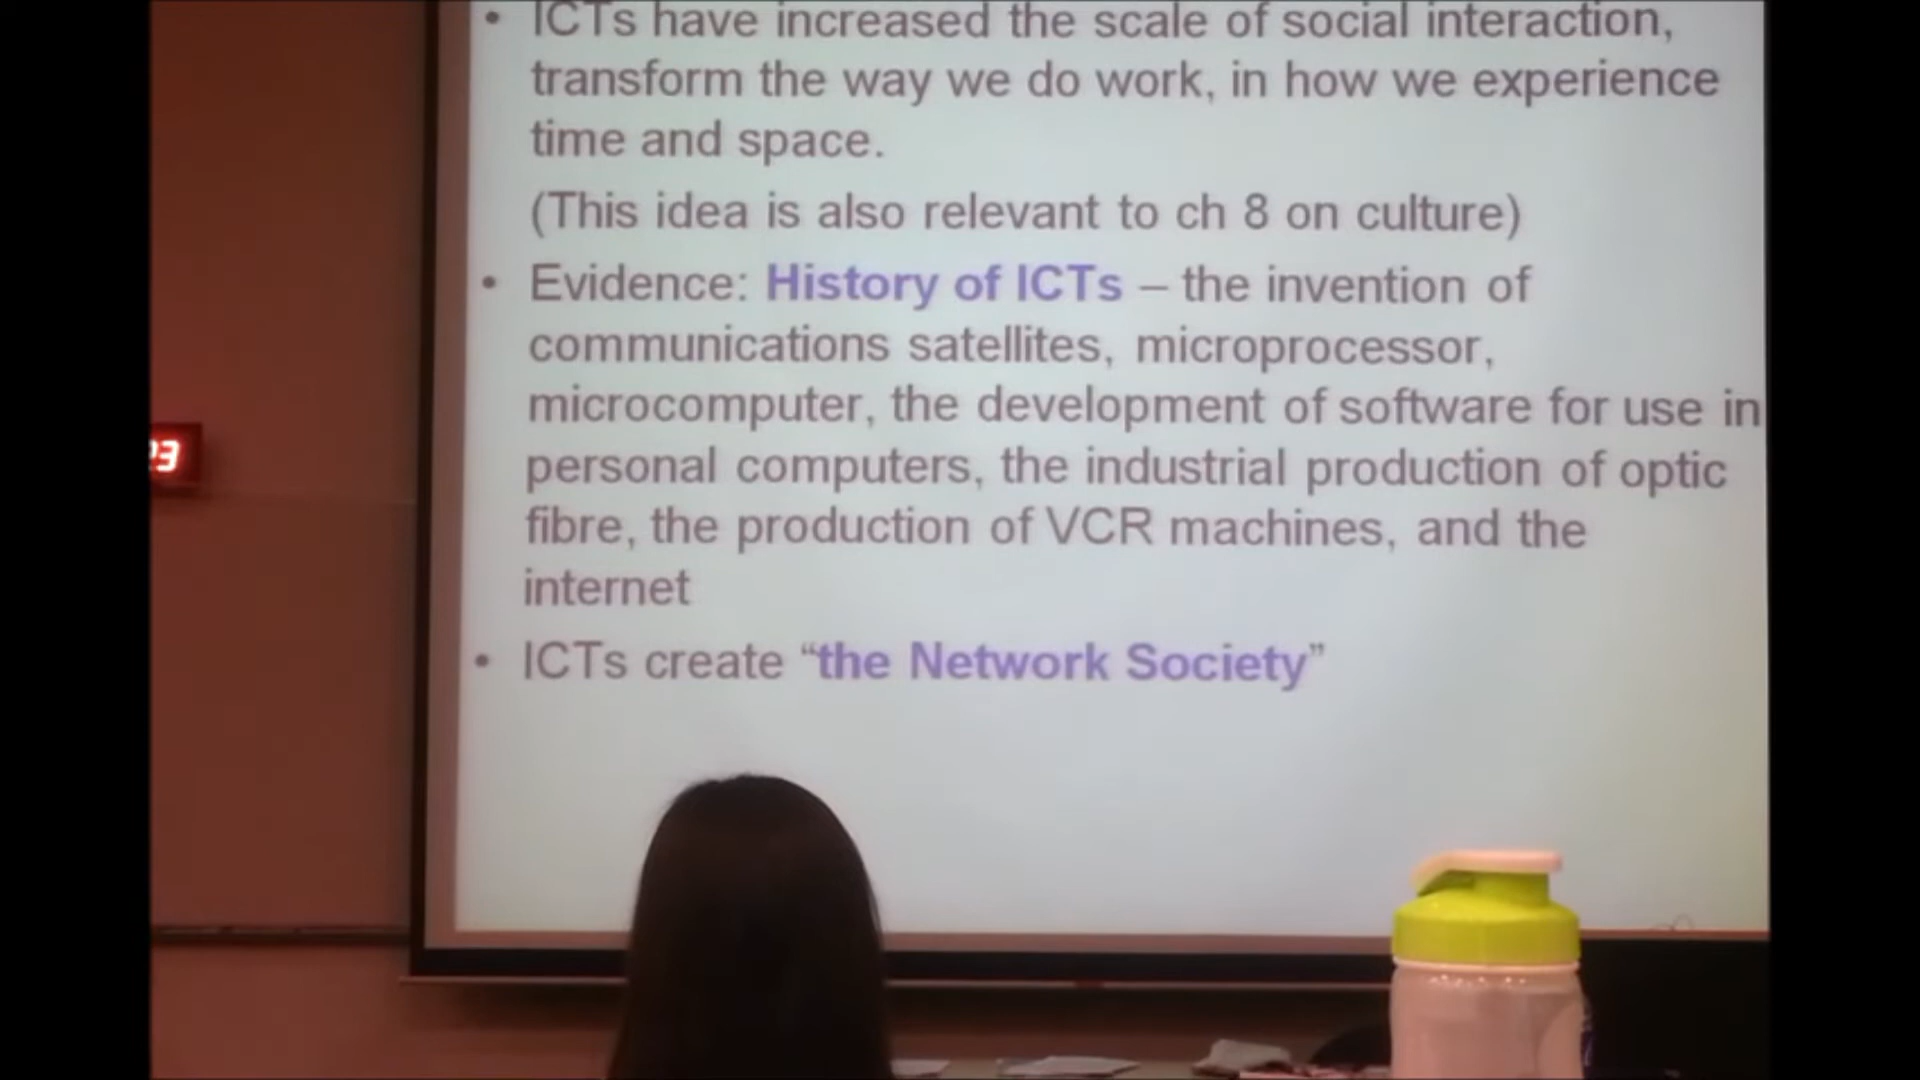 • ICTs have increased the scale of social interaction,
transform the way we do work, in how we experience
time and space.
(This idea is also relevant to ch 8 on culture)
• Evidence: History of ICTs – the invention of
communications satellites, microprocessor,
microcomputer, the development of software for use in
personal computers, the industrial production of optic
fibre, the production of VCR machines, and the
internet
• ICTs create “the Network Society”
23